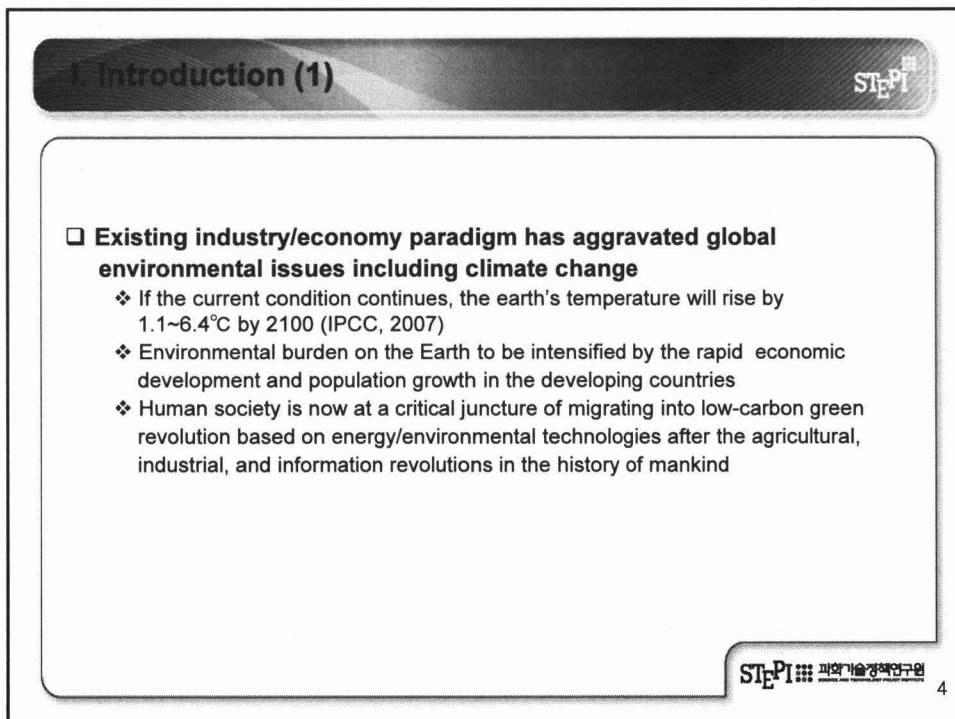 I. Introduction (1)
STEPI
❑ Existing industry/economy paradigm has aggravated global
environmental issues including climate change
❖ If the current condition continues, the earth's temperature will rise by
1.1~6.4°C by 2100 (IPCC, 2007)
❖ Environmental burden on the Earth to be intensified by the rapid economic
development and population growth in the developing countries
❖ Human society is now at a critical juncture of migrating into low-carbon green
revolution based on energy/environmental technologies after the agricultural,
industrial, and information revolutions in the history of mankind
STEPI 과학기술정책연구원
SCIENCE AND TECHNOLOGY POLICY INSTITUTE
4